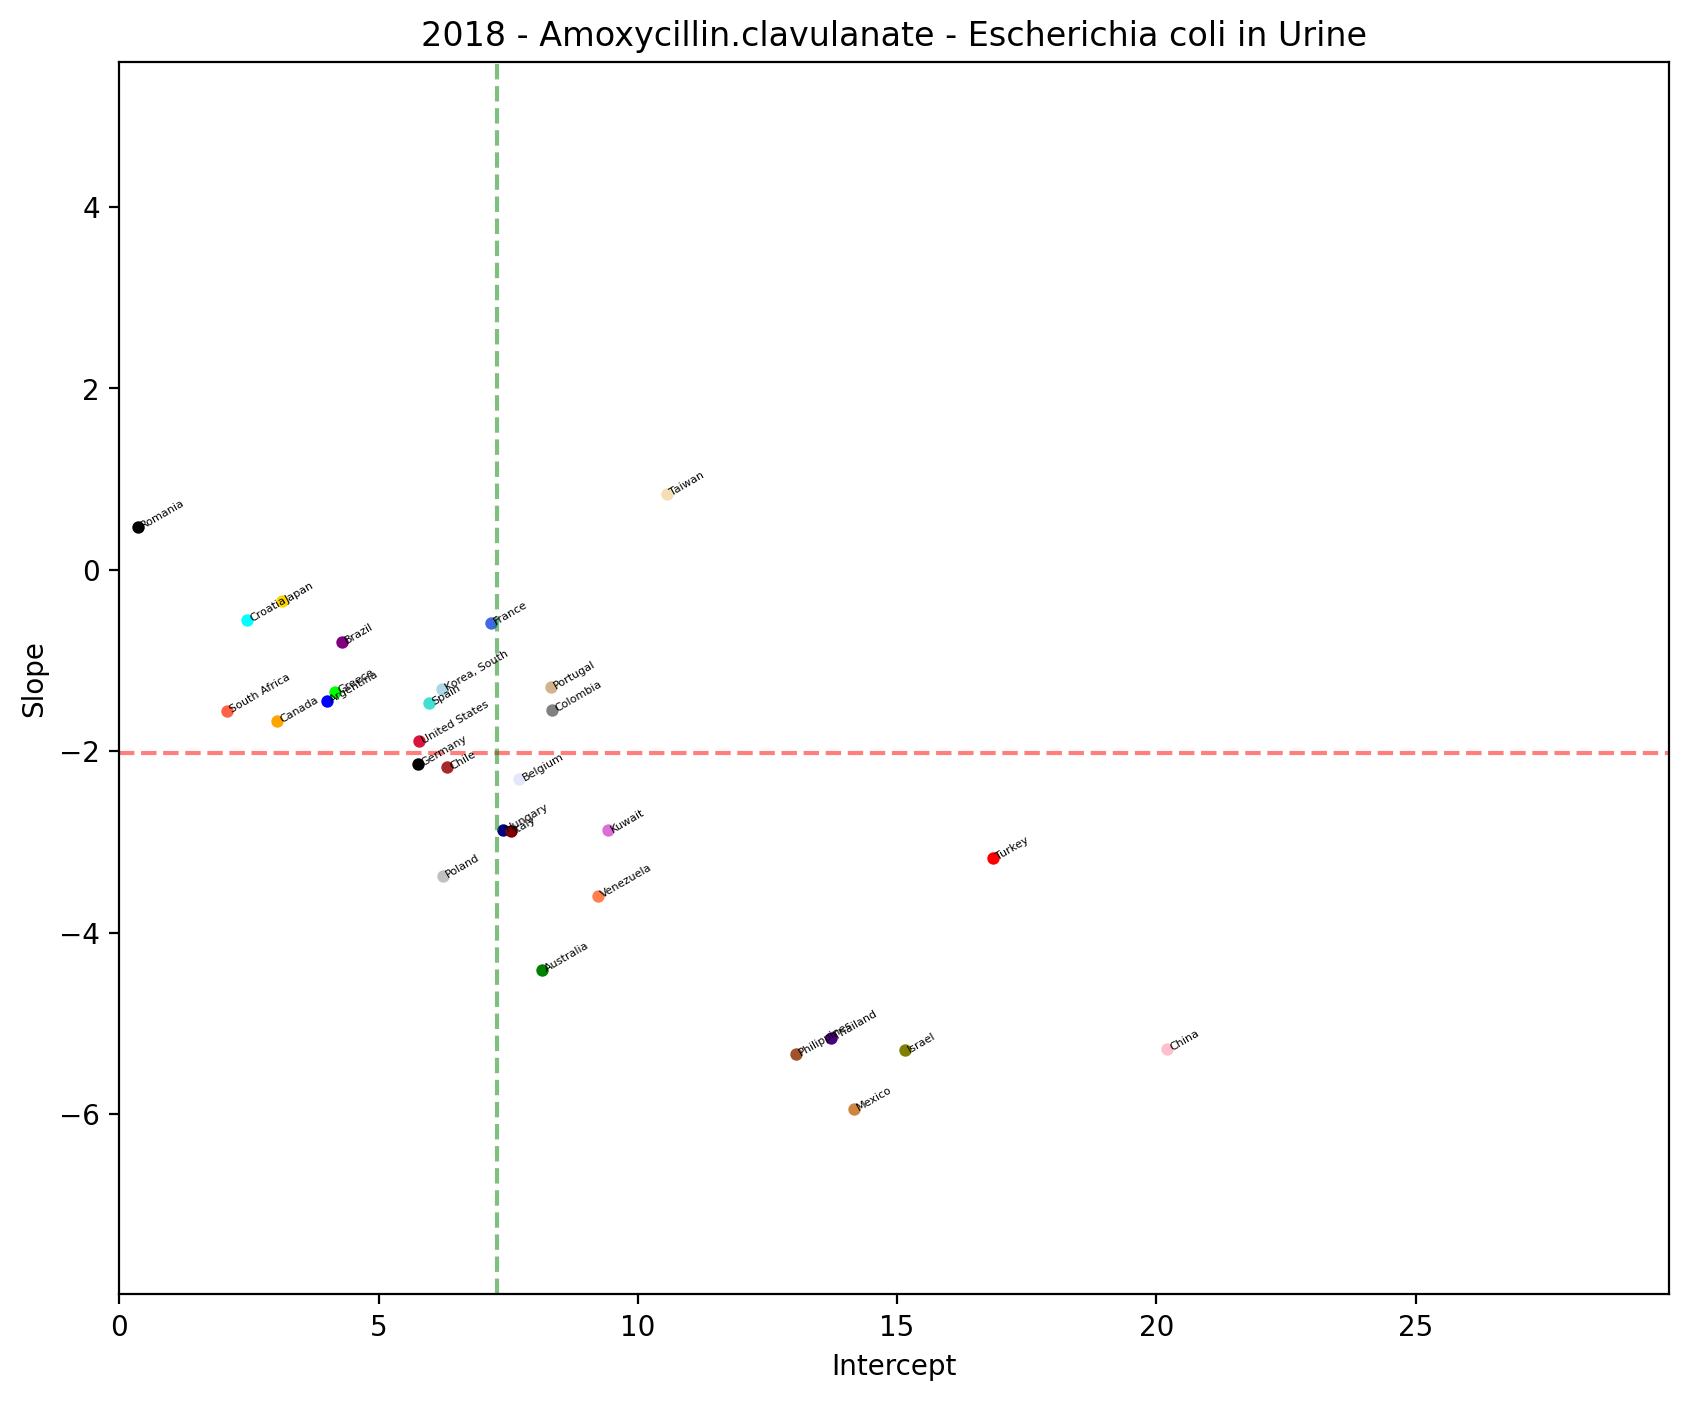 2018 - Amoxycillin.clavulanate - Escherichia coli in Urine
Slope
4
2
0
−2
−4
−6
Taiwan
Romania
Croatia
Japan
France
Brazil
Korea, South
Portugal
Greece
Argentina
Spain
Colombia
South Africa
Canada
United States
Germany
Chile
Belgium
Hungary
Italy
Kuwait
Turkey
Poland
Venezuela
Australia
Thailand
Philippines
Israel
China
Mexico
0
5
10
15
20
25
Intercept